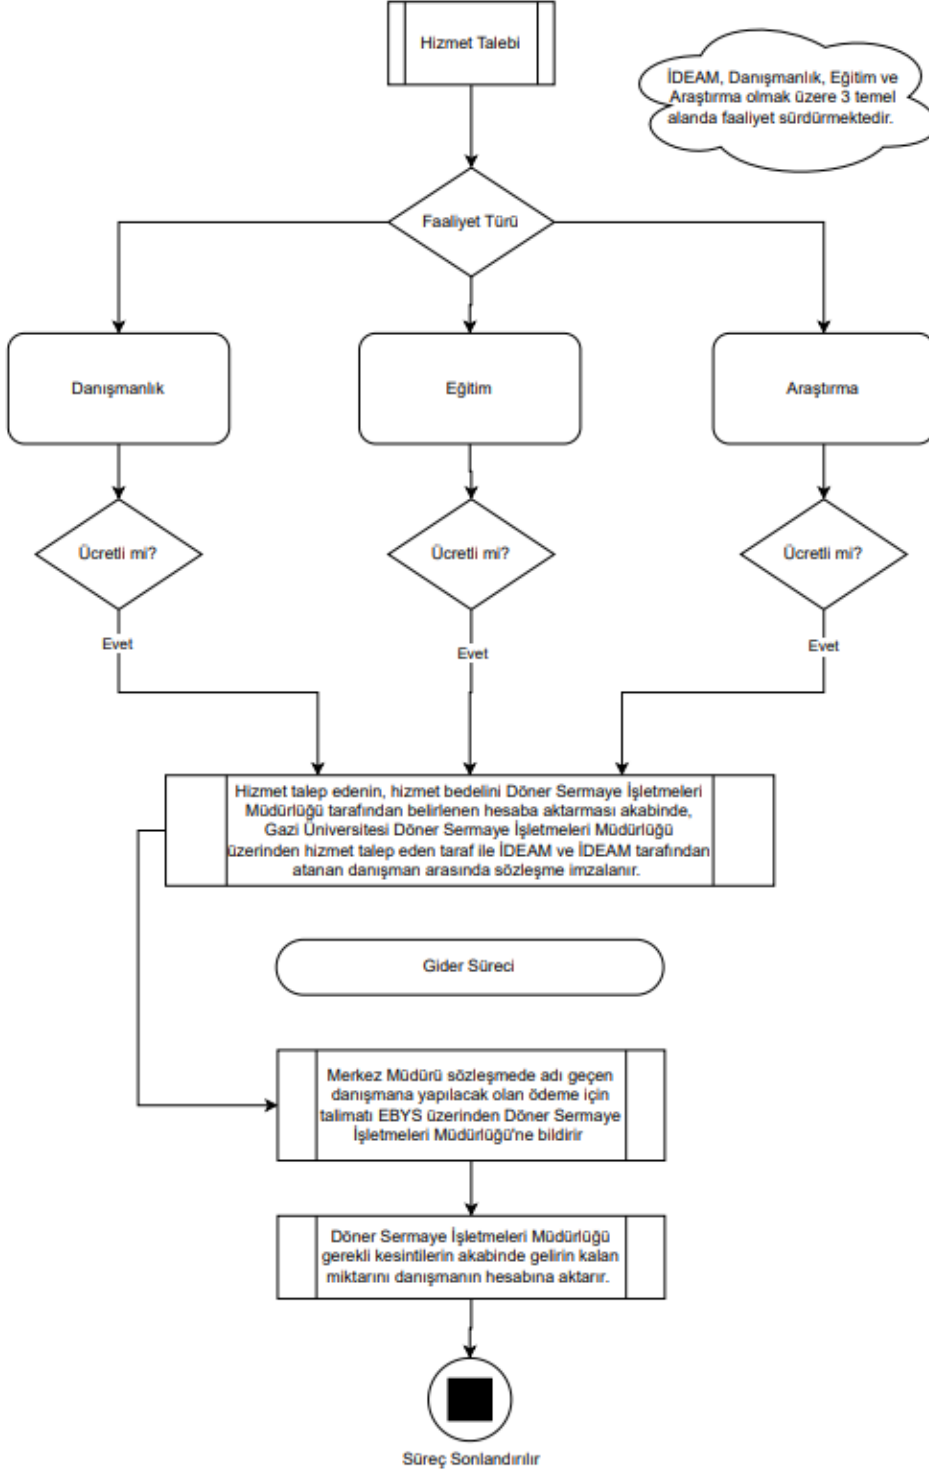 Hizmet Talebi
İDEAM, Danışmanlık, Eğitim ve
Araştırma olmak üzere 3 temel
alanda faaliyet sürdürmektedir.
Faaliyet Türü
Danışmanlık
Eğitim
Araştırma
Ücretli mi?
Ücretli mi?
Ücretli mi?
Evet
Evet
Evet
Hizmet talep edenin, hizmet bedelini Döner Sermaye İşletmeleri
Müdürlüğü tarafından belirlenen hesaba aktarması akabinde,
Gazi Üniversitesi Döner Sermaye İşletmeleri Müdürlüğü
üzerinden hizmet talep eden taraf ile İDEAM ve İDEAM tarafından
atanan danışman arasında sözleşme imzalanır.
Gider Süreci
Merkez Müdürü sözleşmede adı geçen
danışmana yapılacak olan ödeme için
talimatı EBYS üzerinden Döner Sermaye
İşletmeleri Müdürlüğü'ne bildirir
Döner Sermaye İşletmeleri Müdürlüğü
gerekli kesintilerin akabinde gelirin kalan
miktarını danışmanın hesabına aktarır.
Süreç Sonlandırılır